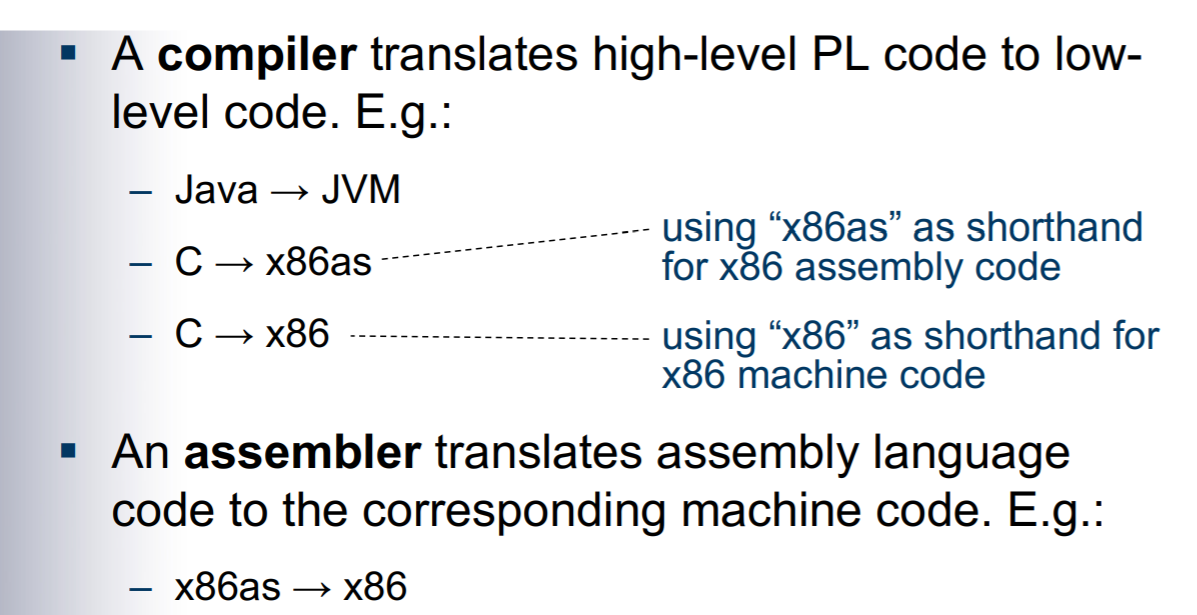 ▪ A compiler translates high-level PL code to low-
level code. E.g.:
– Java → JVM
– C → x86as
using “x86as” as shorthand
for x86 assembly code
– C → x86
using “x86” as shorthand for
x86 machine code
▪ An assembler translates assembly language
code to the corresponding machine code. E.g.:
– x86as → x86